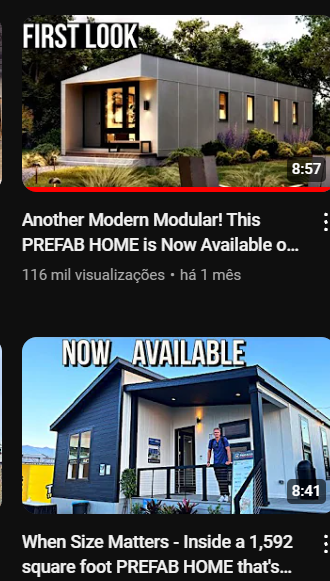 FIRST LOOK
8:57
Another Modern Modular! This
PREFAB HOME is Now Available o...
116 mil visualizações • há 1 mês
NOW AVAILABLE
8:41
When Size Matters - Inside a 1,592
square foot PREFAB HOME that's...